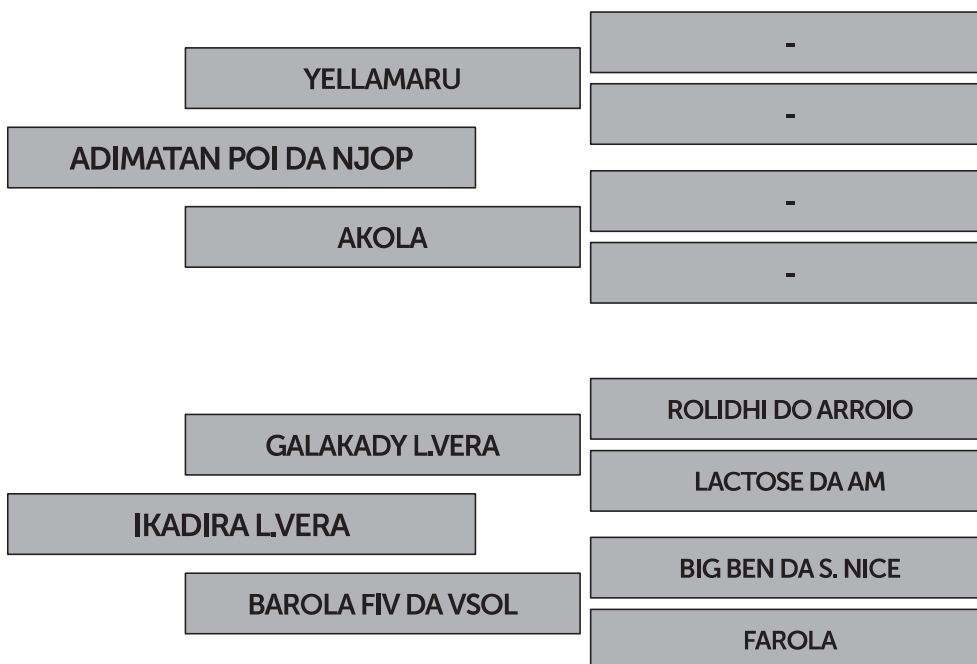 -
YELLAMARU
-
ADIMATAN POI DA NJOP
-
AKOLA
-
ROLIDHI DO ARROIO
GALAKADY L.VERA
LACTOSE DA AM
IKADIRA L.VERA
BIG BEN DA S. NICE
BAROLA FIV DA VSOL
FAROLA